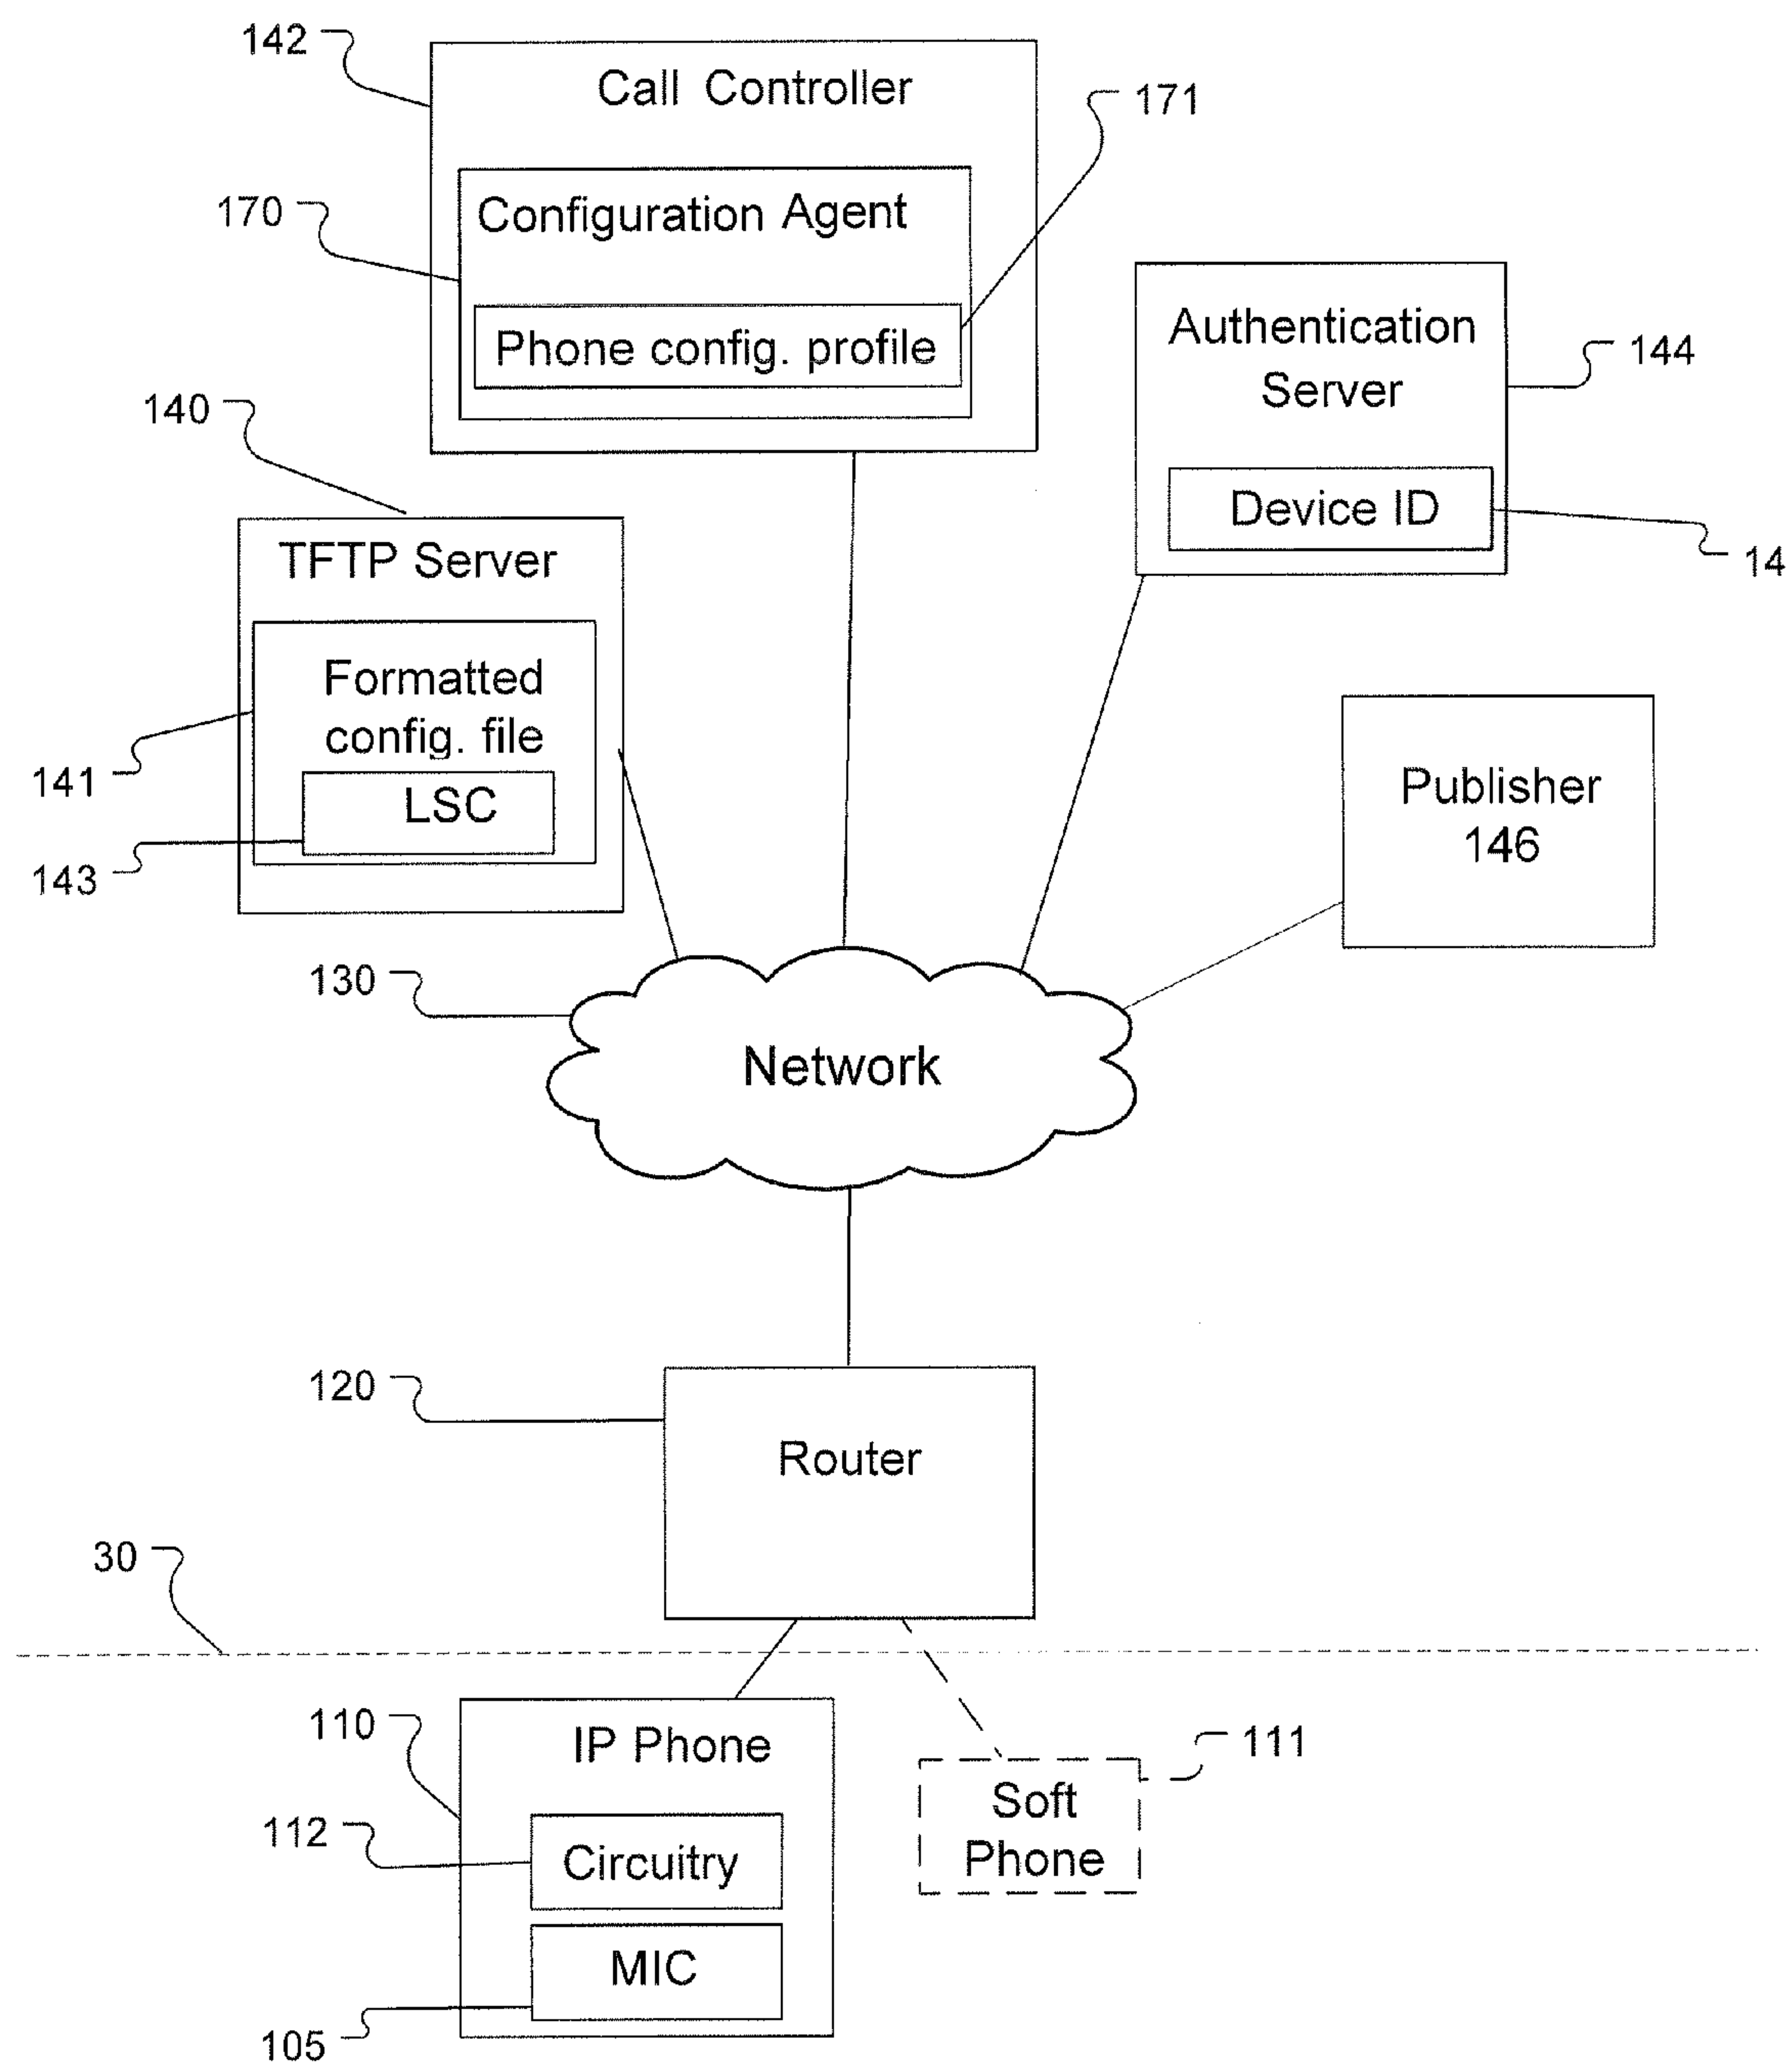 142
Call Controller
171
170
Configuration Agent
Phone config. profile
Authentication
Server
144
Device ID
14
140
TFTP Server
Formatted
config. file
141
LSC
143
Publisher
146
130
Network
120
Router
30
110
IP Phone
111
Soft
Phone
112
Circuitry
MIC
105